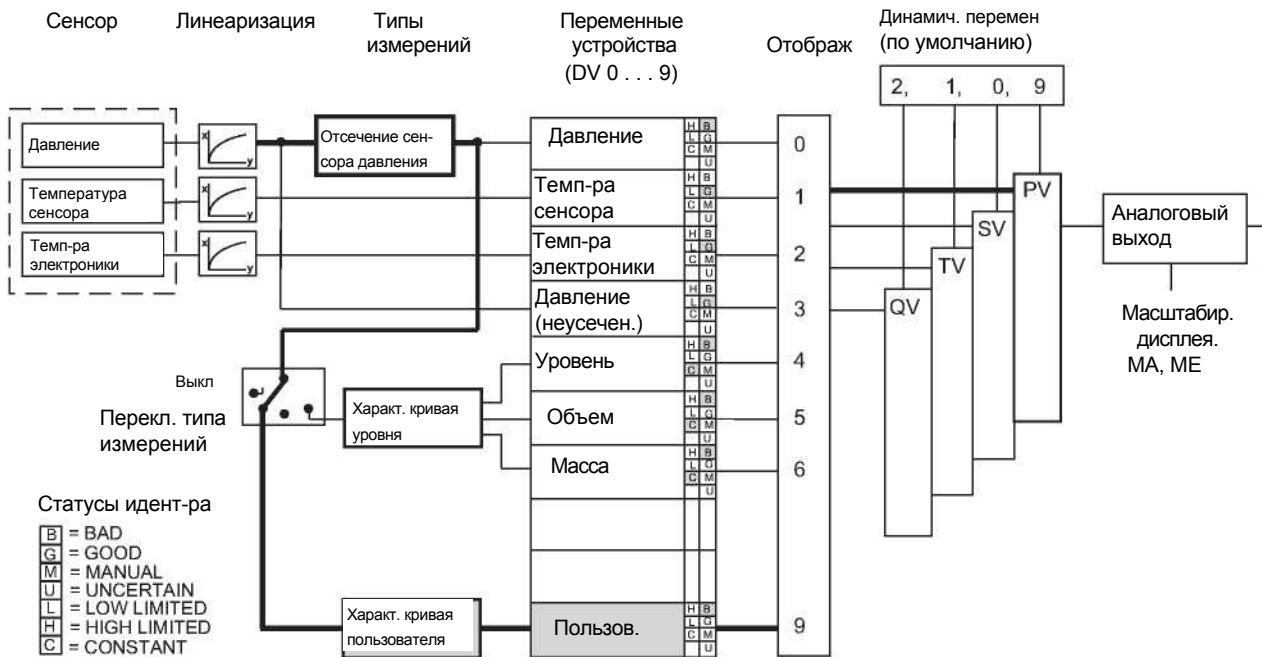 Сенсор
Линеаризация
Типы
измерений
Переменные
устройства
(DV 0 . . . 9)
Отображ
Динамич. перемен
(по умолчанию)
2, 1, 0, 9
Давление
Температура
сенсора
Темп-ра
электроники
x
y
x
y
x
y
Отсечение сен-
сора давления
Давление
H B
L G
C M
U
0
Темп-ра
сенсора
H B
L G
C M
U
1
Темп-ра
электроники
H B
L G
C M
U
2
Давление
(неусечен.)
H B
L G
C M
U
3
Уровень
H B
L G
C M
U
4
Объем
H B
L G
C M
U
5
Масса
H B
L G
C M
U
6
Пользов.
H B
L G
C M
U
9
PV
SV
TV
QV
Аналоговый
выход
Масштабир.
дисплея.
MA, ME
Выкл
Перекл. типа
измерений
Характ. кривая
уровня
Характ. кривая
пользователя
Статусы идент-ра
B = BAD
G = GOOD
M = MANUAL
U = UNCERTAIN
L = LOW LIMITED
H = HIGH LIMITED
C = CONSTANT